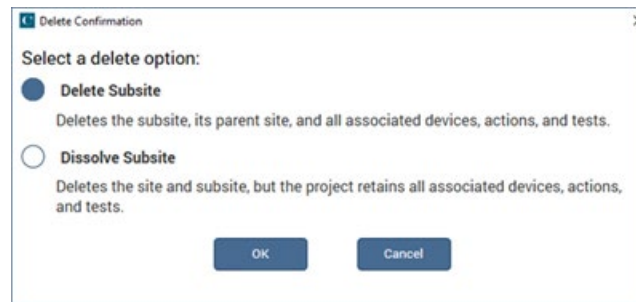 Delete Confirmation
Select a delete option:
Delete Subsite
Deletes the subsite, its parent site, and all associated devices, actions, and tests.
Dissolve Subsite
Deletes the site and subsite, but the project retains all associated devices, actions,
and tests.
OK
Cancel